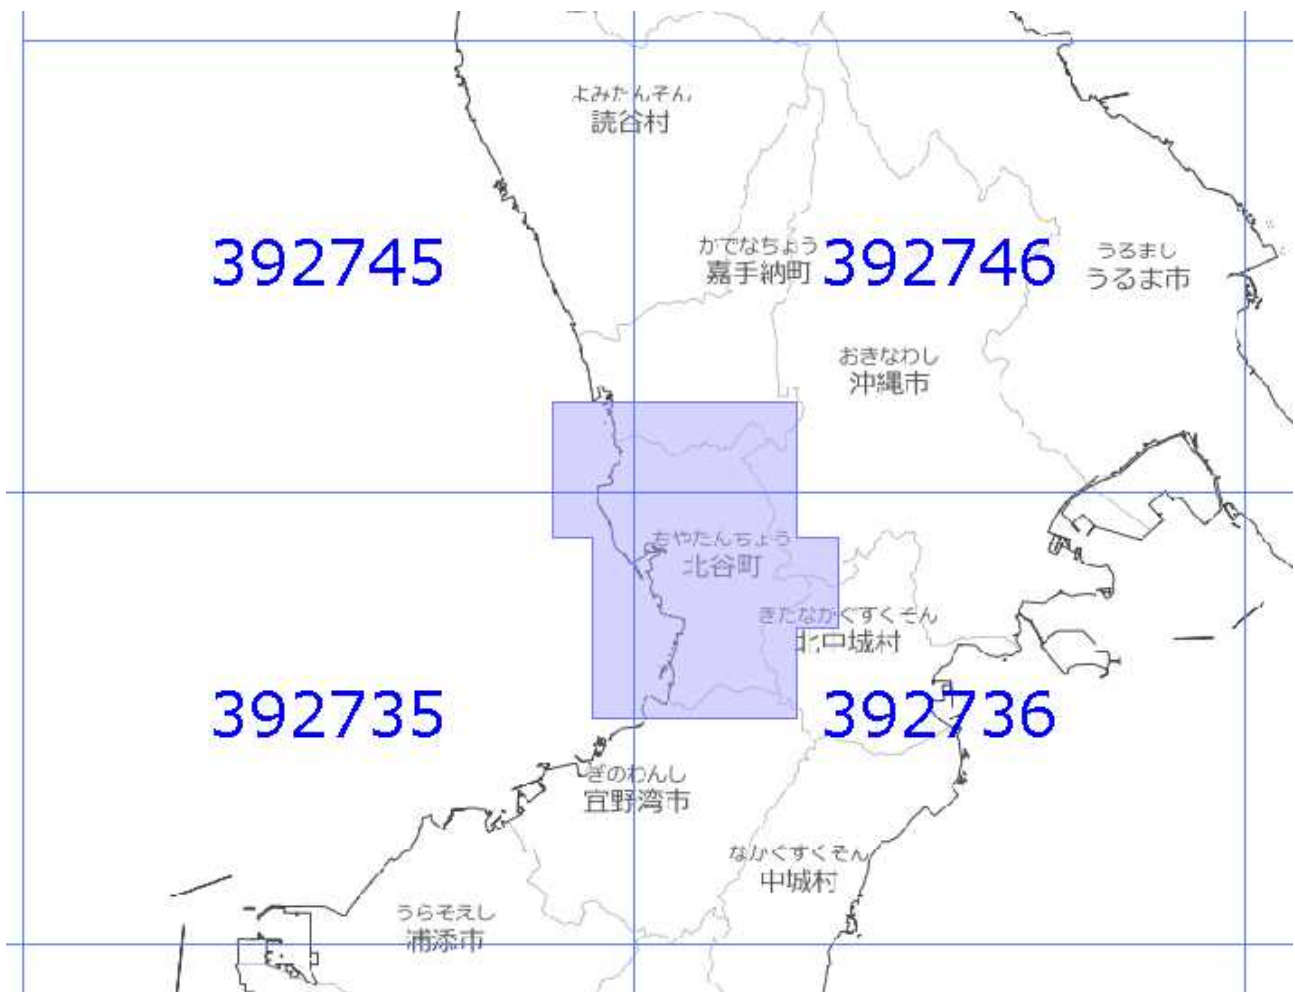 よみたんそん
読谷村
かでなちょう
嘉手納町
392745
392746
うるまし
うるま市
おきなわし
沖縄市
ちやたんちょう
北谷町
きたなかぐすくそん
北中城村
392735
392736
ぎのわんし
宜野湾市
なかぐすくそん
中城村
うらそえし
浦添市